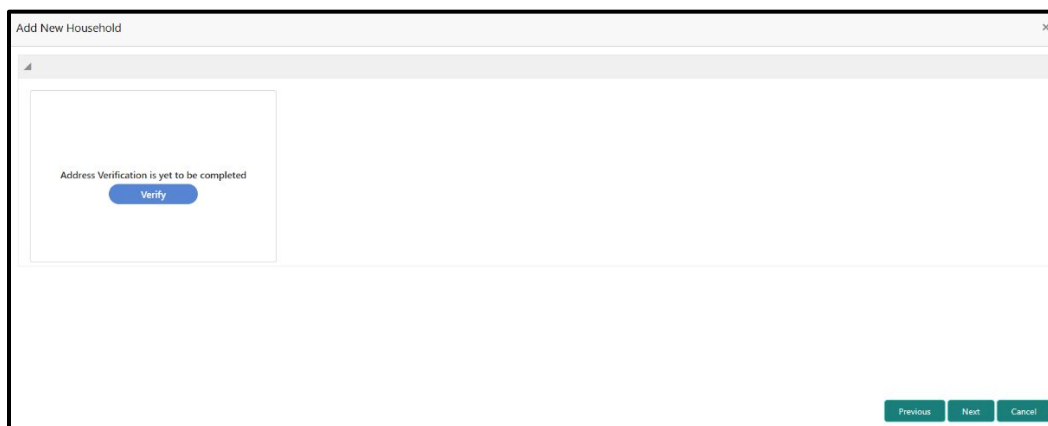 Add New Household
Address Verification is yet to be completed
Verify
Previous Next Cancel